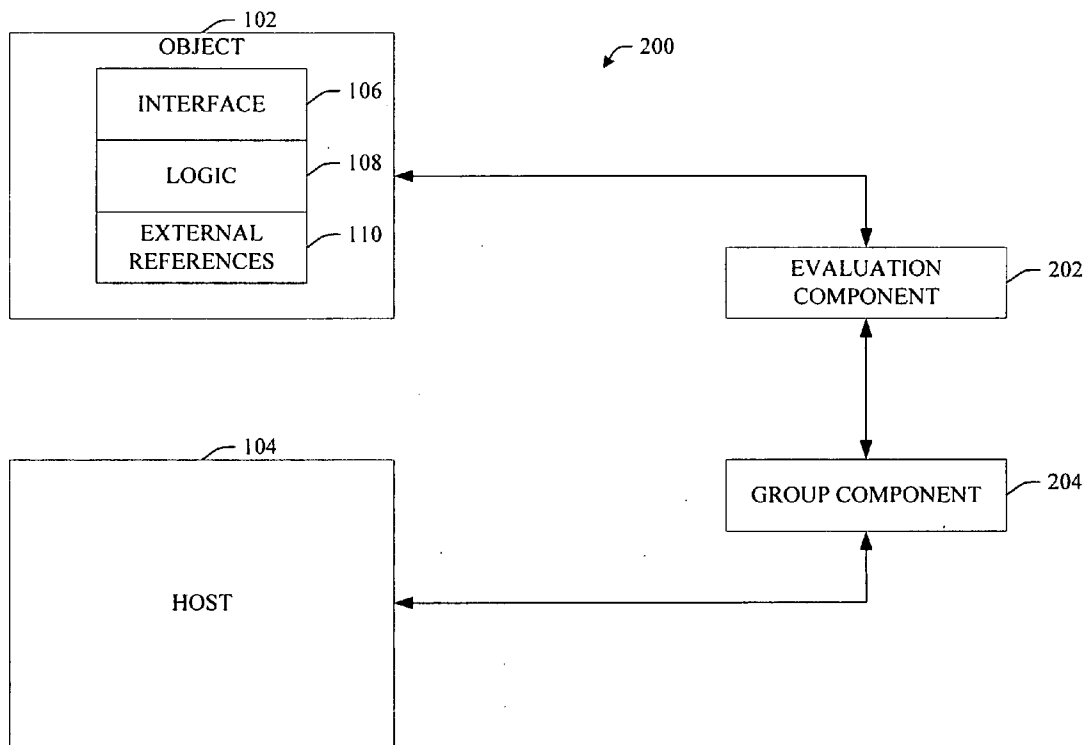 102
OBJECT
200
INTERFACE
106
LOGIC
108
EXTERNAL
REFERENCES
110
EVALUATION
COMPONENT
202
104
HOST
GROUP COMPONENT
204